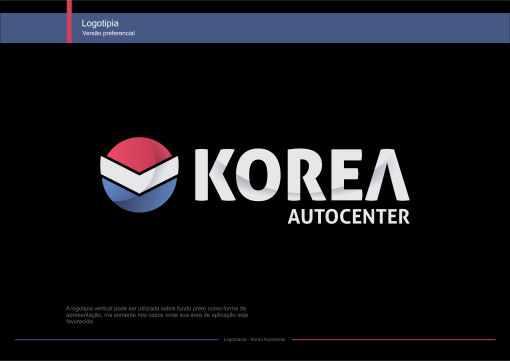 Logotipia
Versão preferencial
KOREA
AUTOCENTER
A logotipia vertical pode ser utilizada sobre fundo preto como forma de
apresentação, mas somente nos casos onde sua área de aplicação seja
favorecida.
Logomarca - Korea Autocenter